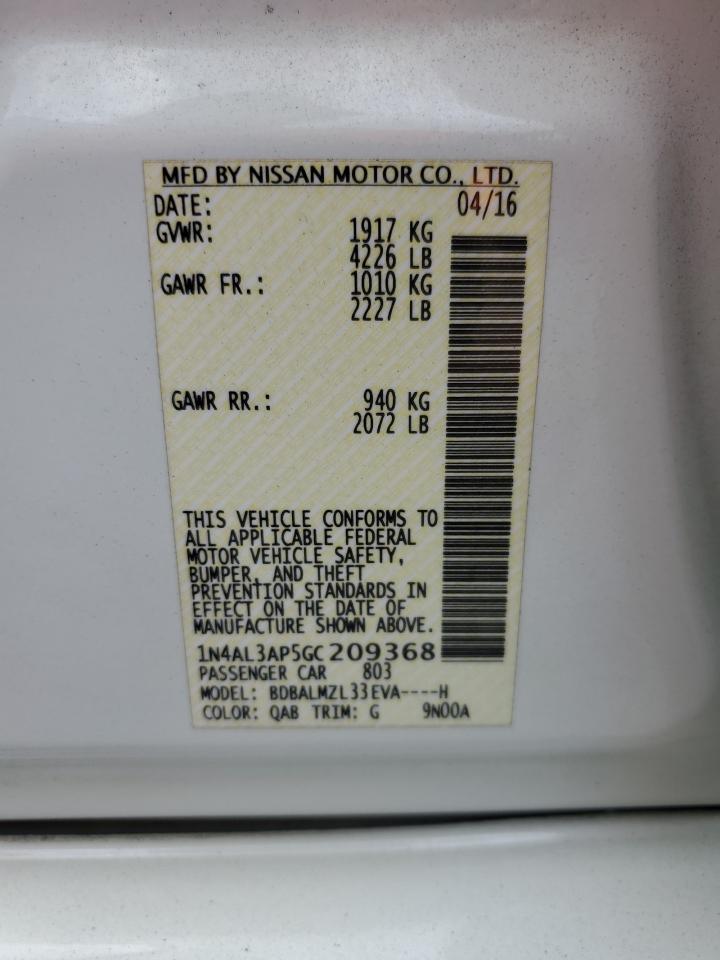 MFD BY NISSAN MOTOR CO., LTD.
DATE: 04/16
GVWR: 1917 KG
4226 LB
GAWR FR.: 1010 KG
2227 LB
GAWR RR.: 940 KG
2072 LB
THIS VEHICLE CONFORMS TO
ALL APPLICABLE FEDERAL
MOTOR VEHICLE SAFETY,
BUMPER, AND THEFT
PREVENTION STANDARDS IN
EFFECT ON THE DATE OF
MANUFACTURE SHOWN ABOVE.
1N4AL3AP5GC209368
PASSENGER CAR 803
MODEL: BDBALMZL33EVA----H
COLOR: QAB TRIM: G 9N00A